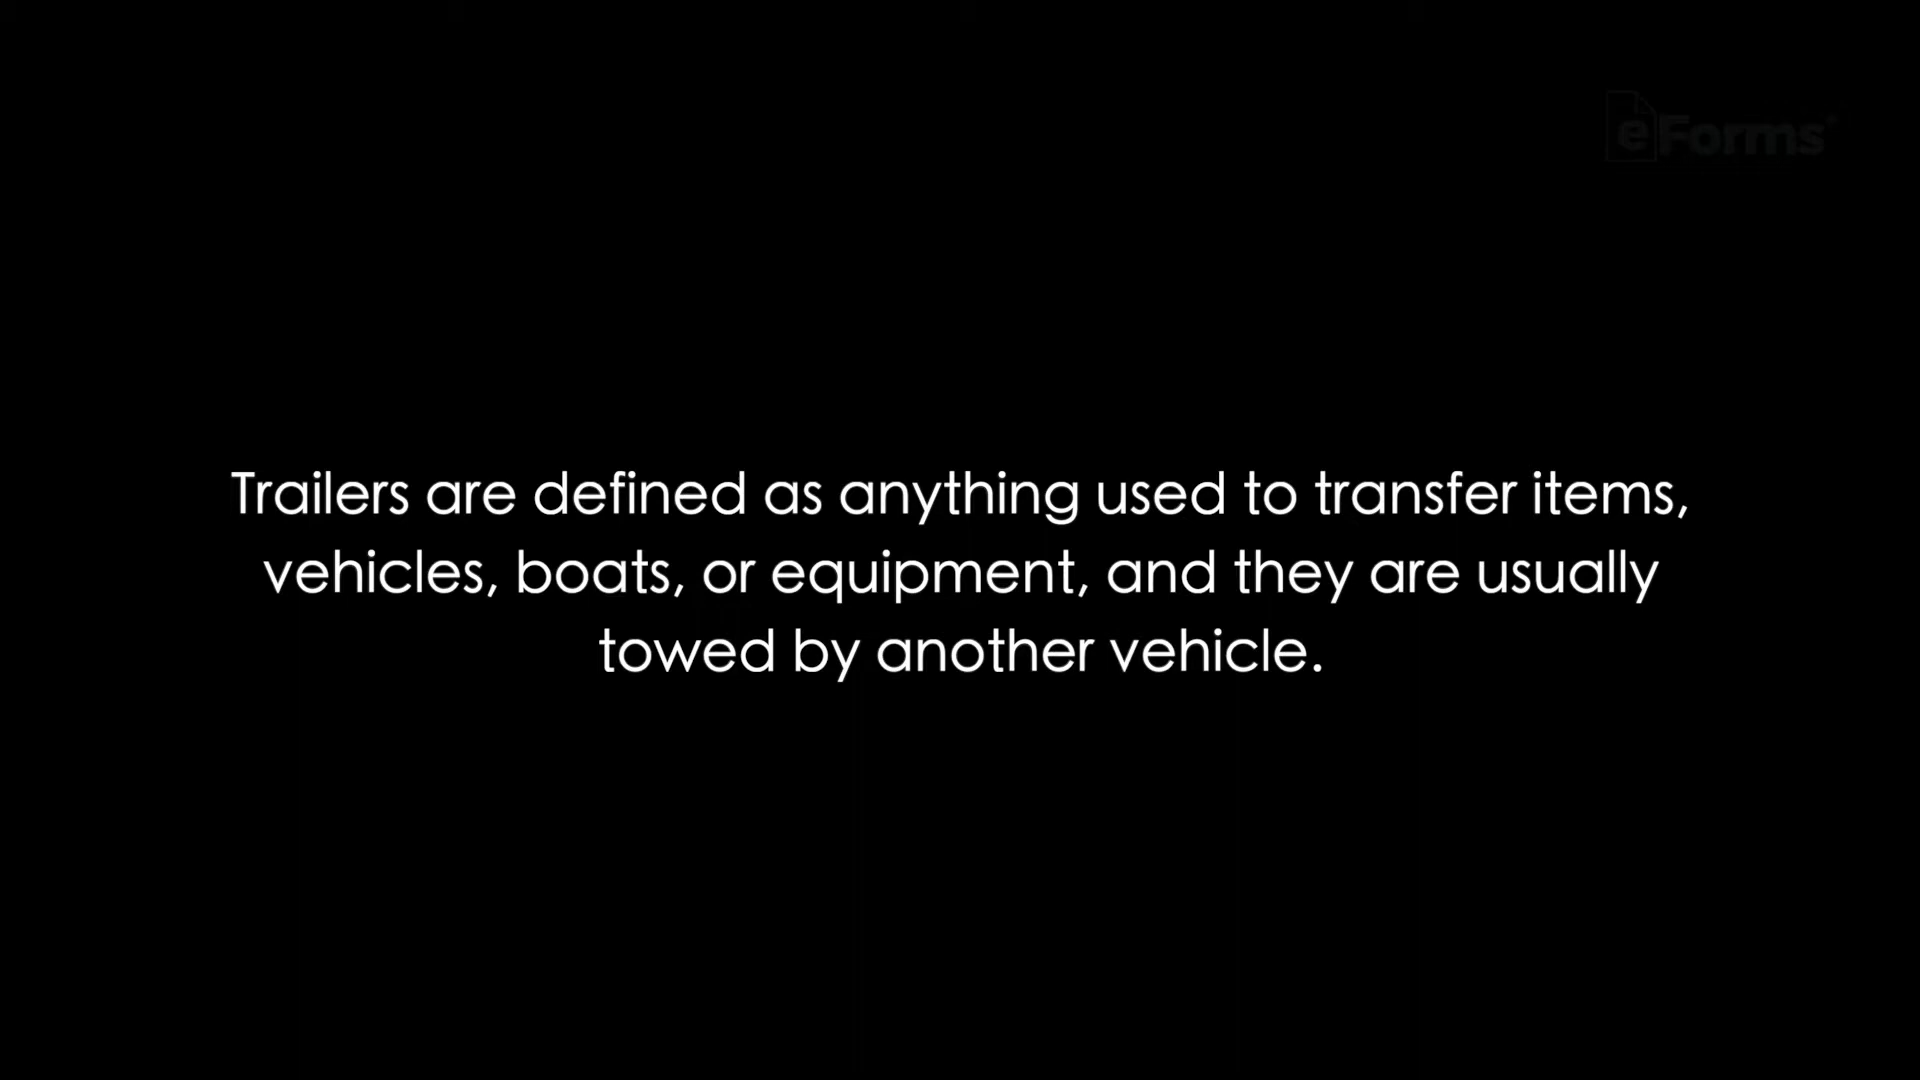 eForms
Trailers are defined as anything used to transfer items,
vehicles, boats, or equipment, and they are usually
towed by another vehicle.